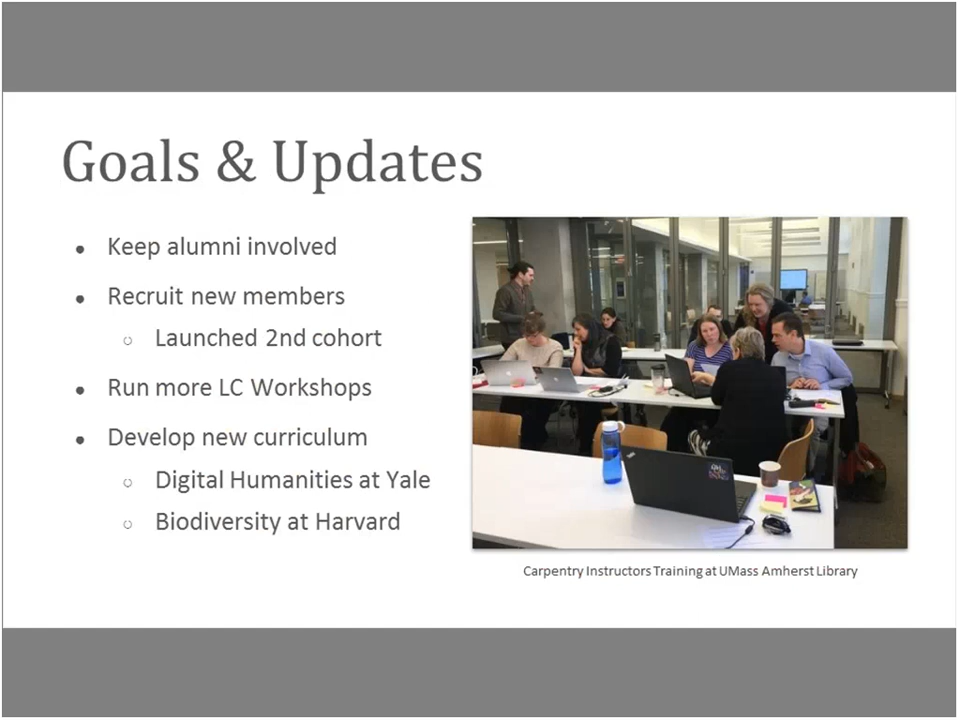 Goals & Updates
● Keep alumni involved
● Recruit new members
○ Launched 2nd cohort
● Run more LC Workshops
● Develop new curriculum
○ Digital Humanities at Yale
○ Biodiversity at Harvard
Carpentry Instructors Training at UMass Amherst Library